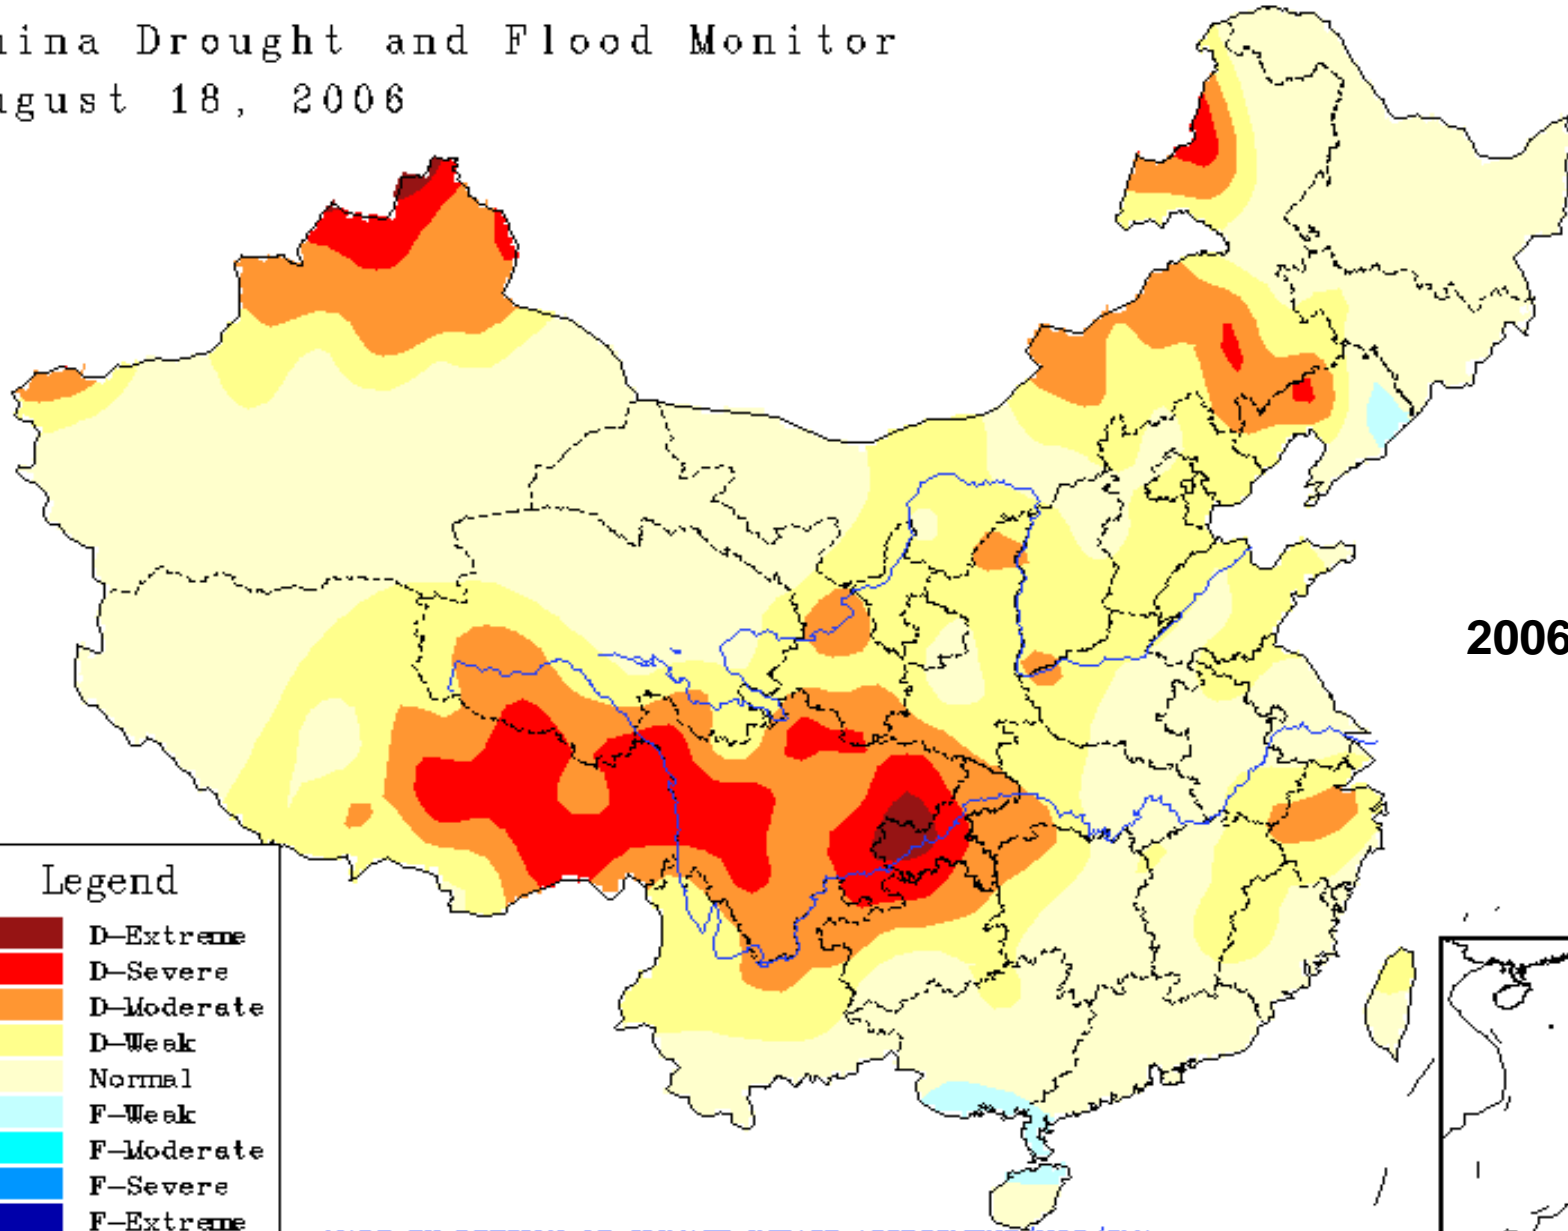 ina Drought and Flood Monitor
gust 18, 2006
2006
Legend
D-Extreme
D-Severe
D-Moderate
D-Weak
Normal
F-Weak
F-Moderate
F-Severe
F-Extreme